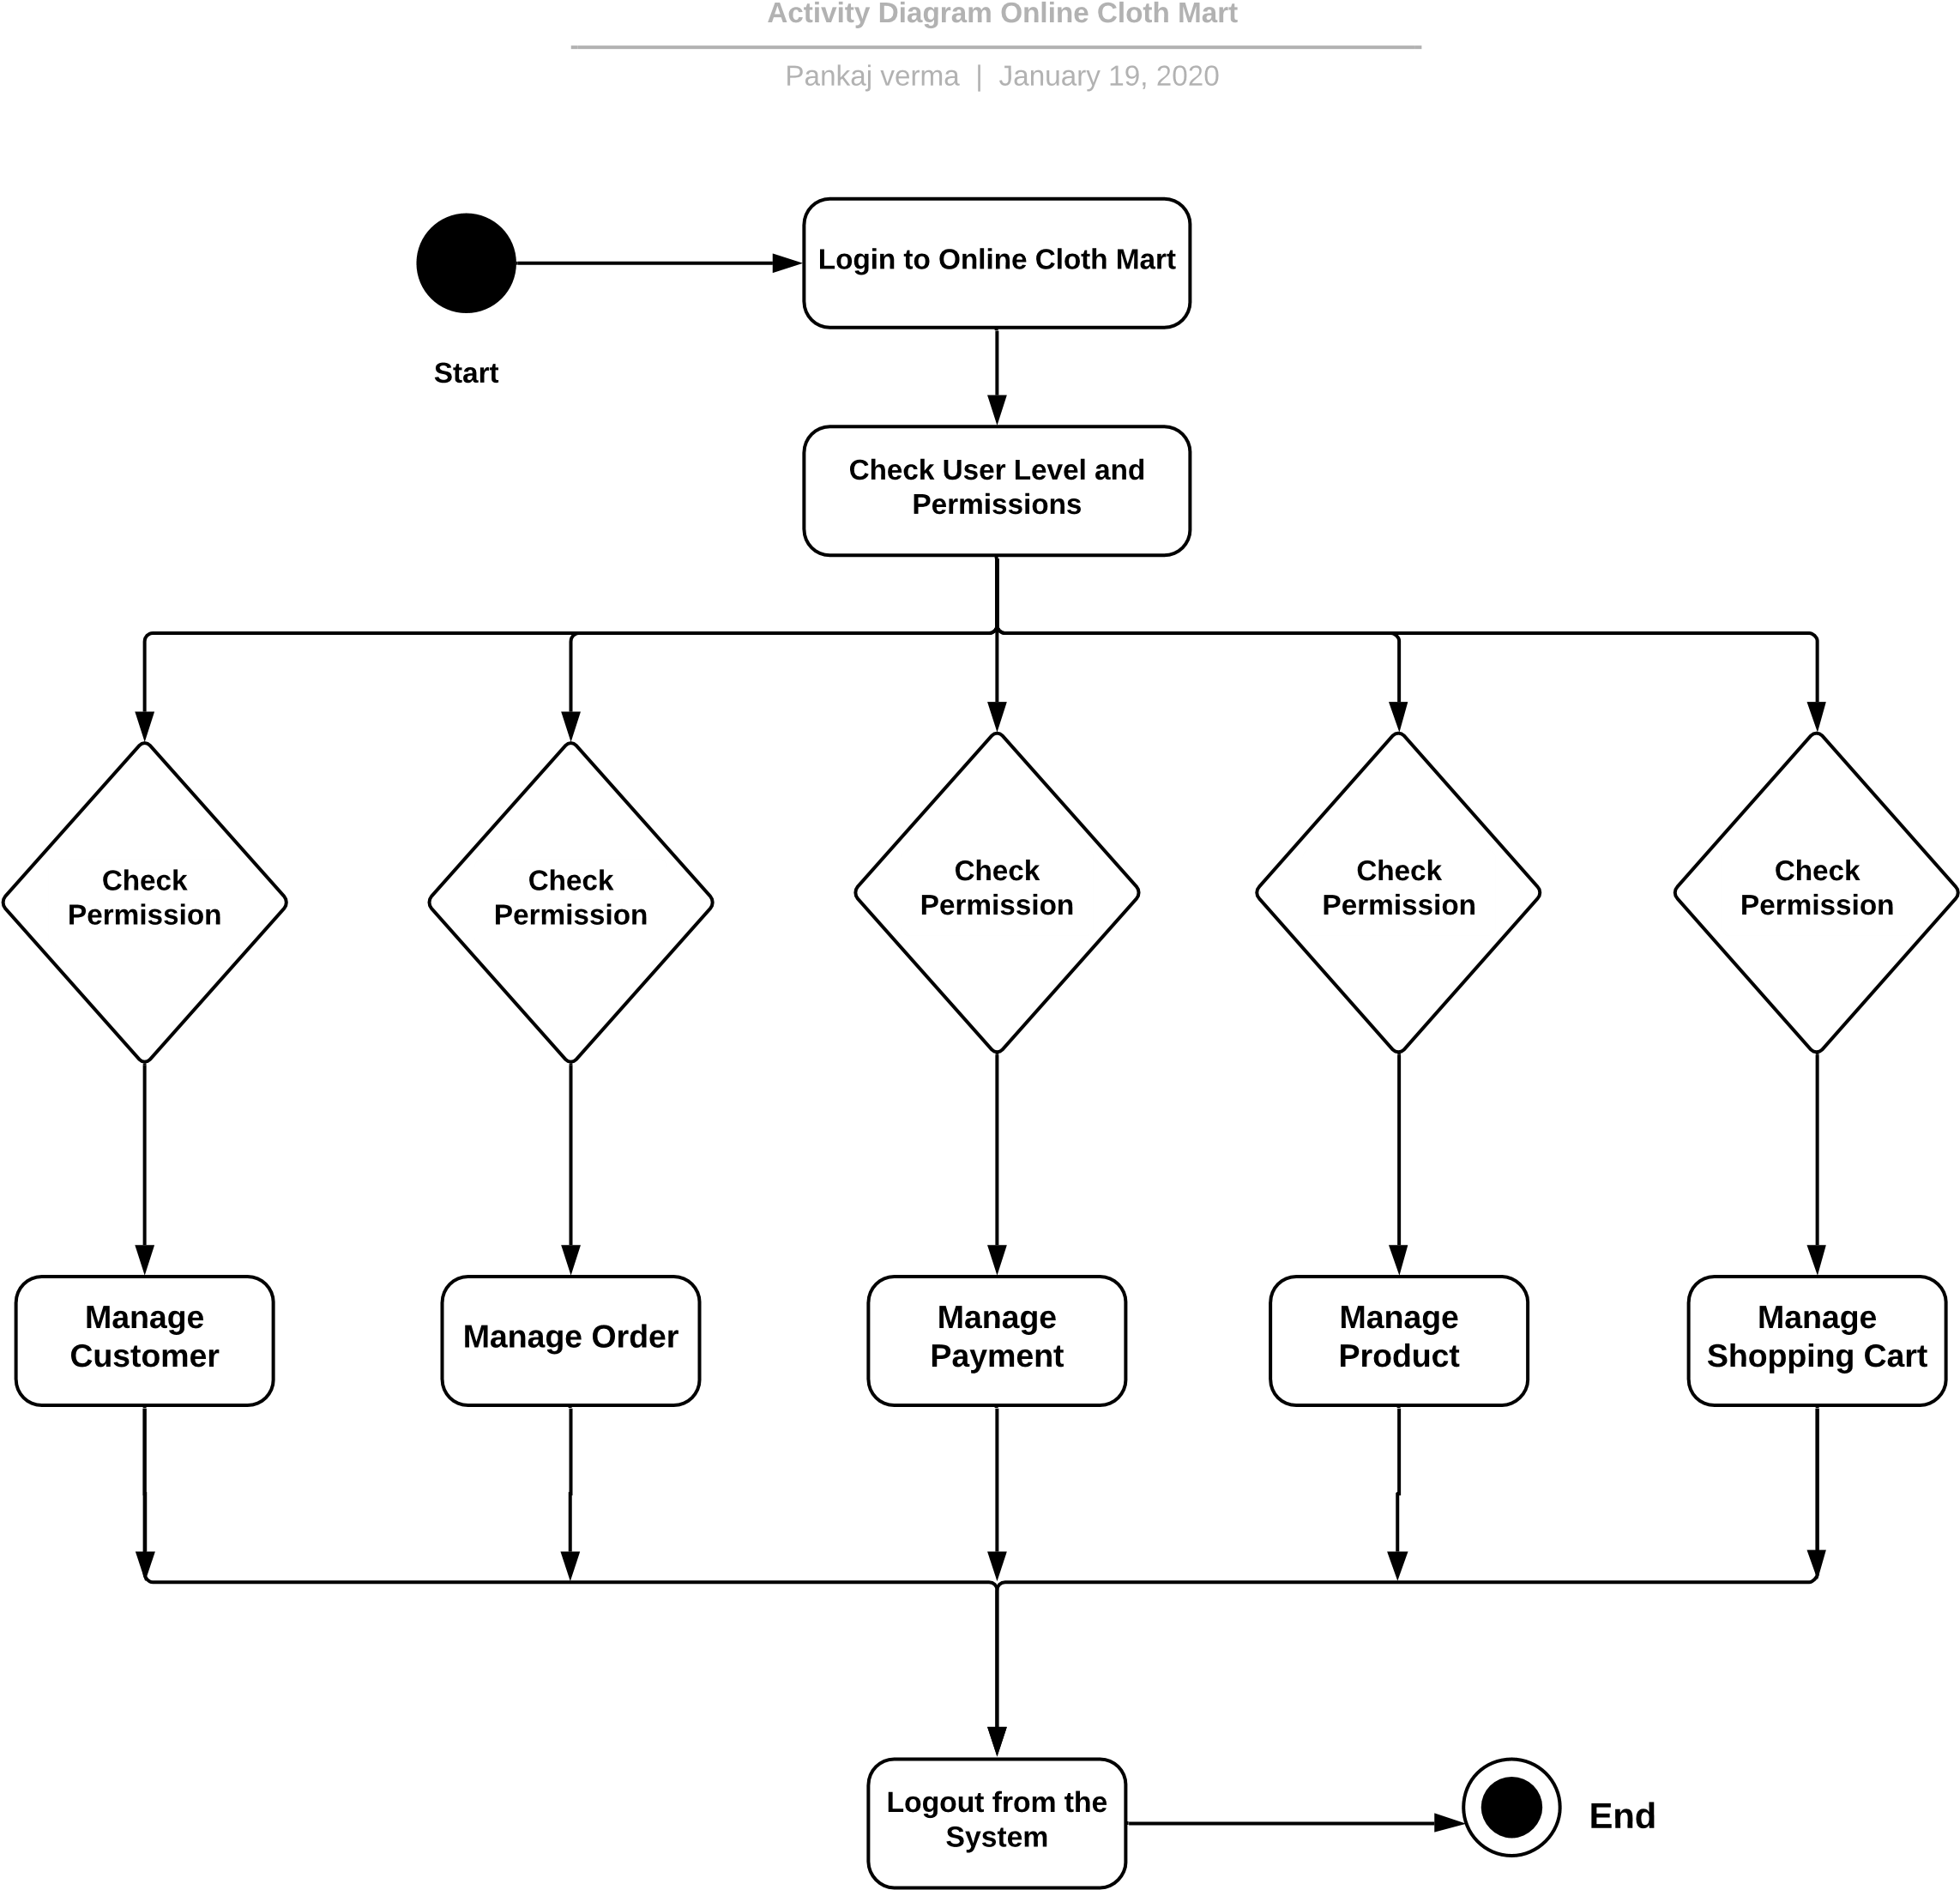 Activity Diagram Online Cloth Mart
Pankaj verma | January 19, 2020
Login to Online Cloth Mart
Start
Check User Level and
Permissions
Check
Permission
Check
Permission
Check
Permission
Check
Permission
Check
Permission
Manage
Customer
Manage Order
Manage
Payment
Manage
Product
Manage
Shopping Cart
Logout from the
System
End